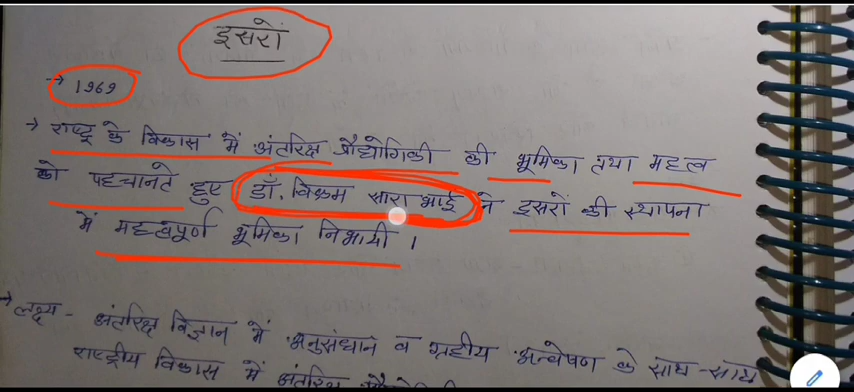 इसरों
→ 1969
→ राष्ट्र के विकास में अंतरिक्ष प्रौद्योगिकी की भूमिका तथा महत्व
को पहचानते हुए डॉ. विक्रम सारा भाई ने इसरों की स्थापना
में महत्वपूर्ण भूमिका निभायी ।
→ लक्ष्य - अंतरिक्ष विज्ञान में अनुसंधान व ग्रहीय अन्वेषण के साथ-साथ
राष्ट्रीय विकास में अंतरिक्ष